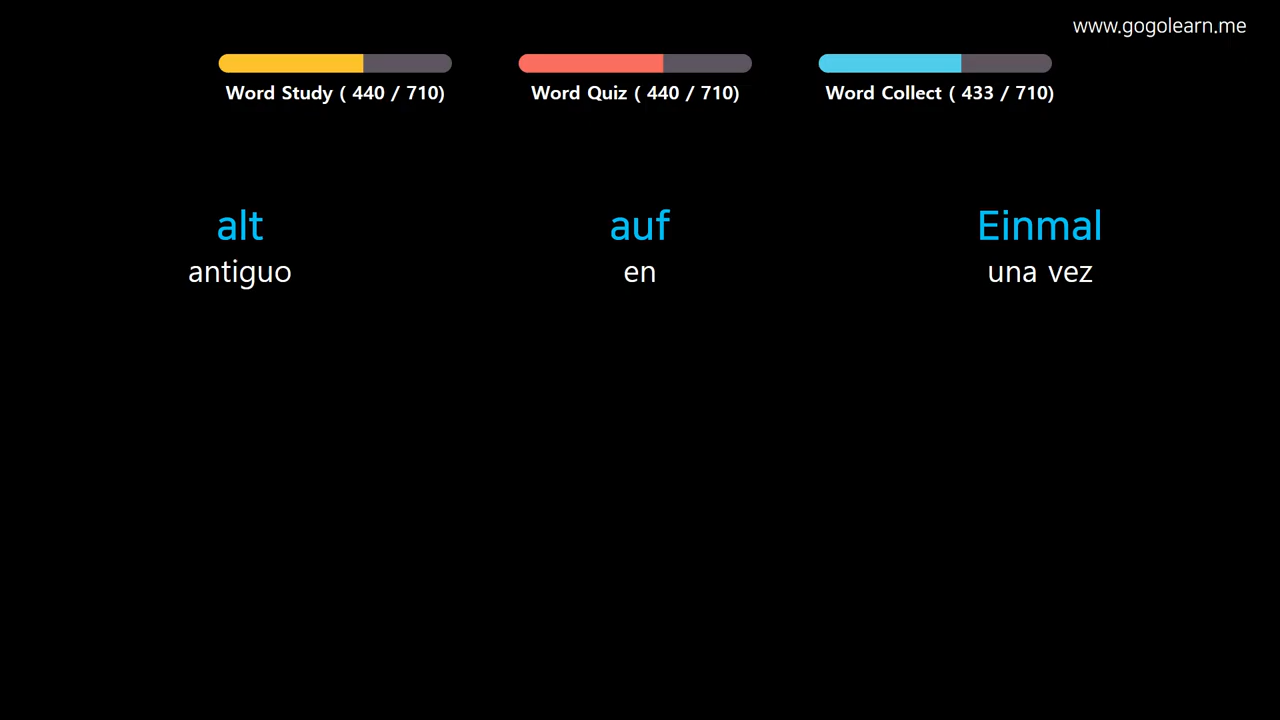 www.gogolearn.me
Word Study ( 440 / 710)
Word Quiz ( 440 / 710)
Word Collect ( 433 / 710)
alt
antiguo
auf
en
Einmal
una vez